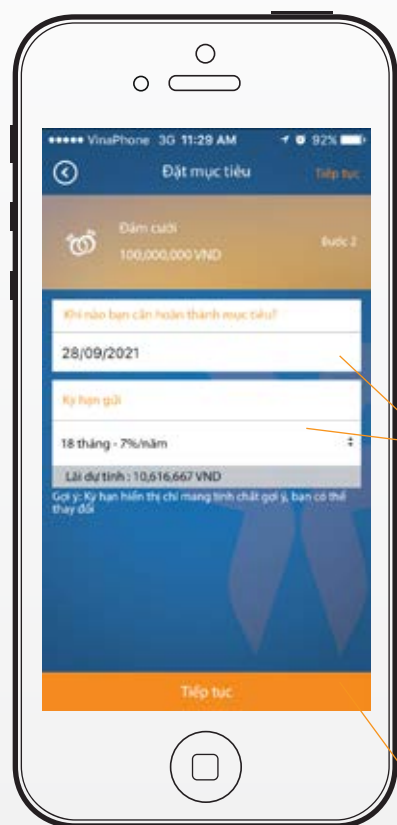 VinaPhone 3G 11:29 AM 92%
Đặt mục tiêu Tiếp tục
Đám cưới
100,000,000 VND
Bước 2
Khi nào bạn cần hoàn thành mục tiêu?
28/09/2021
Kỳ hạn gửi
18 tháng - 7%/năm
Lãi dự tính : 10,616,667 VND
Gợi ý: Kỳ hạn hiển thị chỉ mang tính chất gợi ý, bạn có thể
thay đổi
Tiếp tục